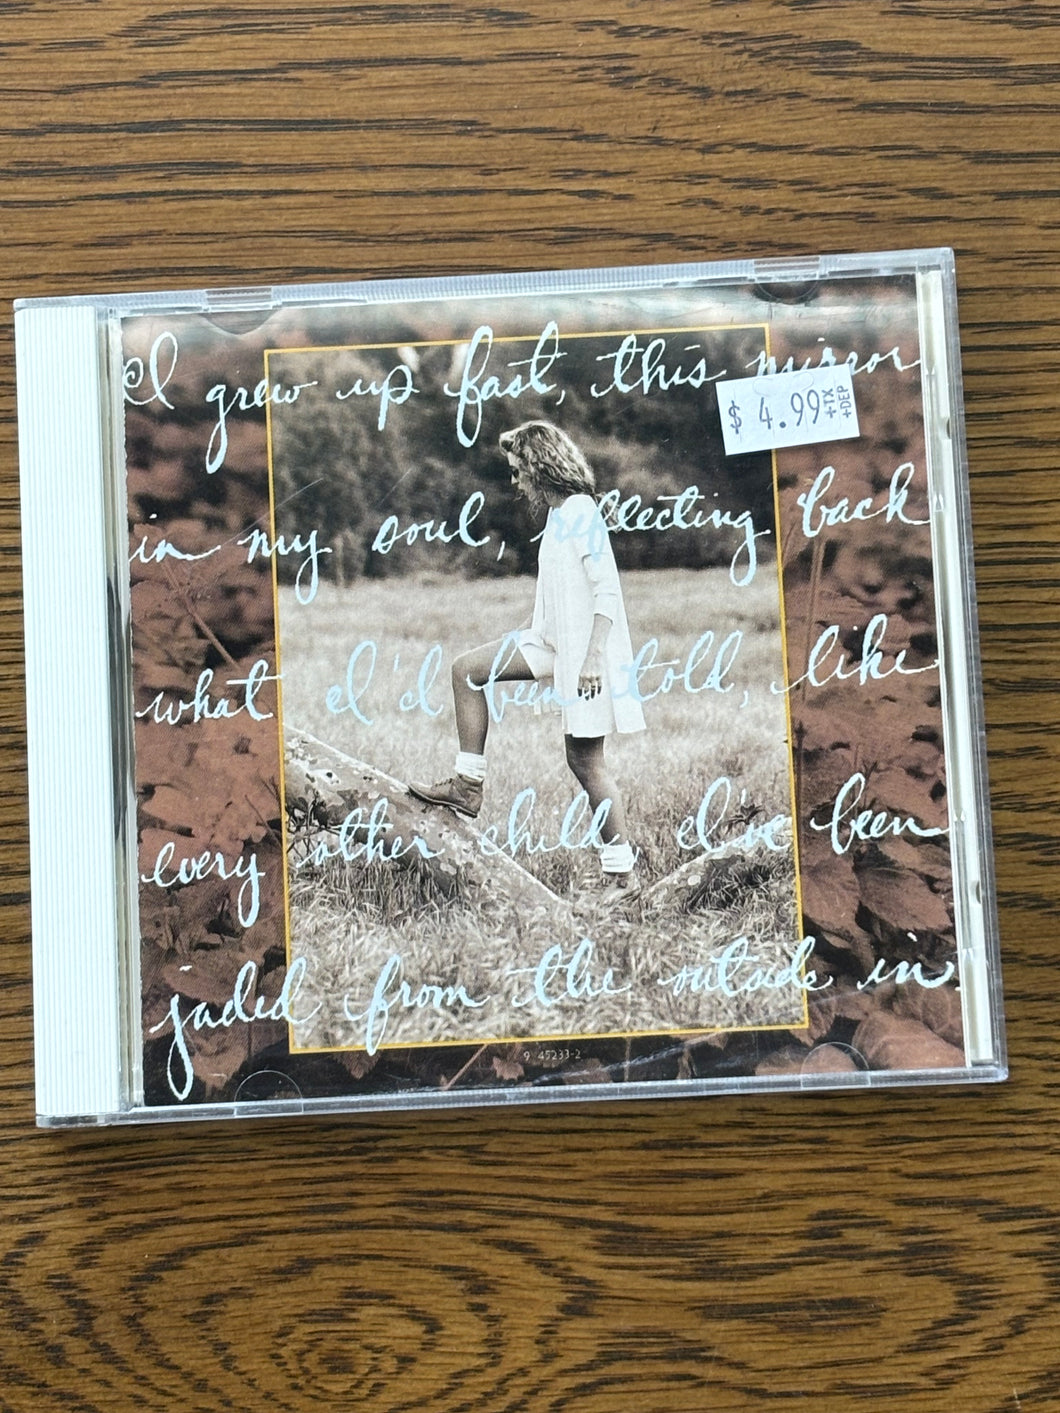 I grew up fast, this mirror
$ 4.99 +TX +DEP
in my soul, reflecting back
what I'd been told, like
every other child, I've been
jaded from the outside in.
9 45233-2